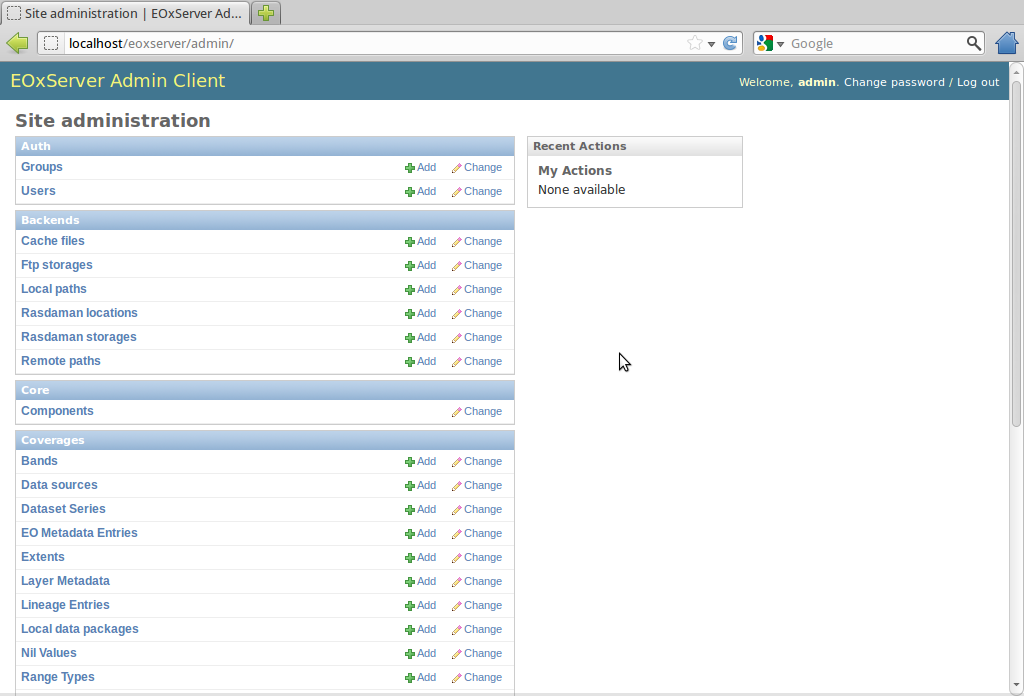 Site administration | EOxServer Ad...
localhost/eoxserver/admin/
Google
EOxServer Admin Client
Welcome, admin. Change password / Log out
Site administration
Auth
Groups Add Change
Users Add Change
Backends
Cache files Add Change
Ftp storages Add Change
Local paths Add Change
Rasdaman locations Add Change
Rasdaman storages Add Change
Remote paths Add Change
Core
Components Change
Coverages
Bands Add Change
Data sources Add Change
Dataset Series Add Change
EO Metadata Entries Add Change
Extents Add Change
Layer Metadata Add Change
Lineage Entries Add Change
Local data packages Add Change
Nil Values Add Change
Range Types Add Change
Recent Actions
My Actions
None available